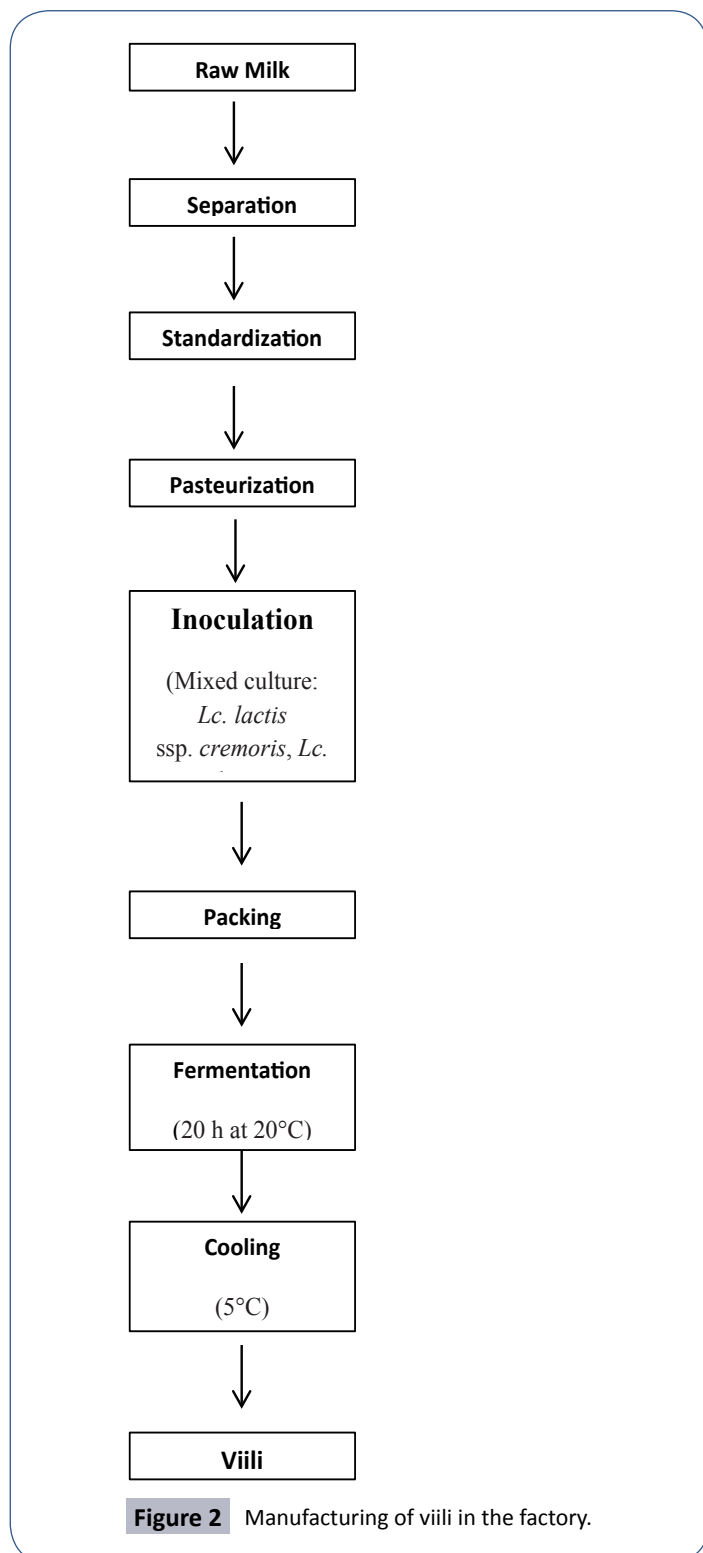 Raw Milk
Separation
Standardization
Pasteurization
Inoculation
(Mixed culture:
Lc. lactis
ssp. cremoris, Lc.
Packing
Fermentation
(20 h at 20°C)
Cooling
(5°C)
Viili
Figure 2 Manufacturing of viili in the factory.